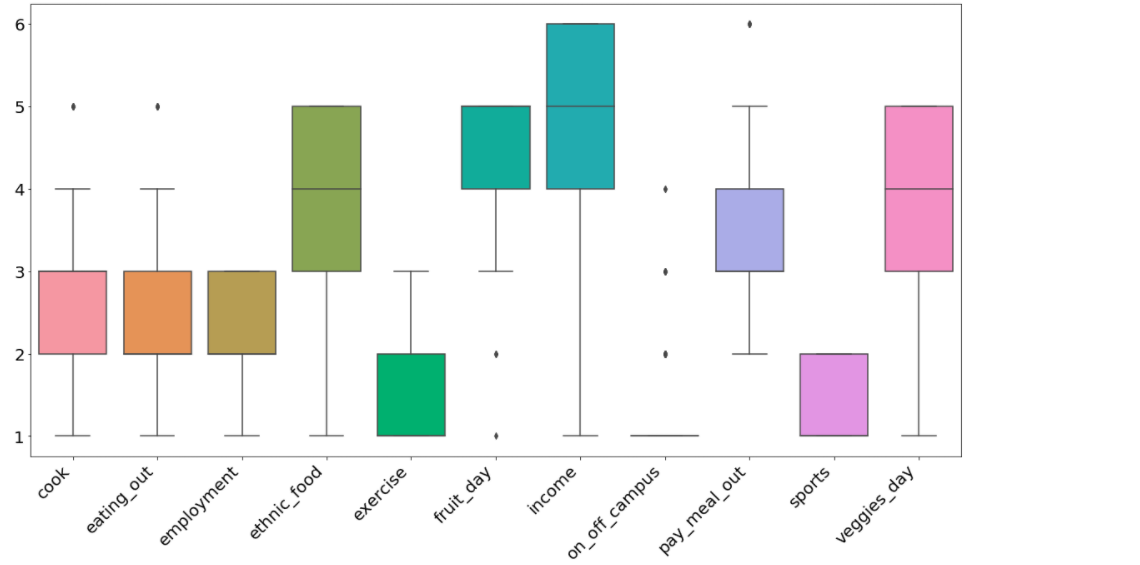 6
5
4
3
2
1
cook
eating_out
employment
ethnic_food
exercise
fruit_day
income
on_off_campus
pay_meal_out
sports
veggies_day